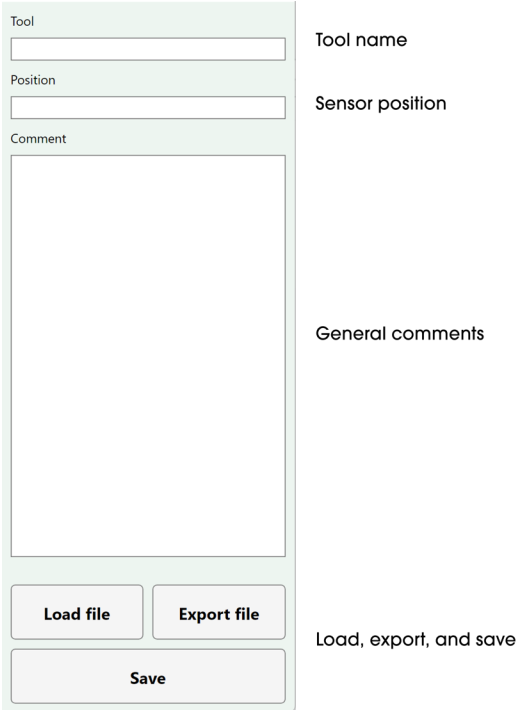 Tool
Tool name
Position
Sensor position
Comment
General comments
Load file
Export file
Load, export, and save
Save